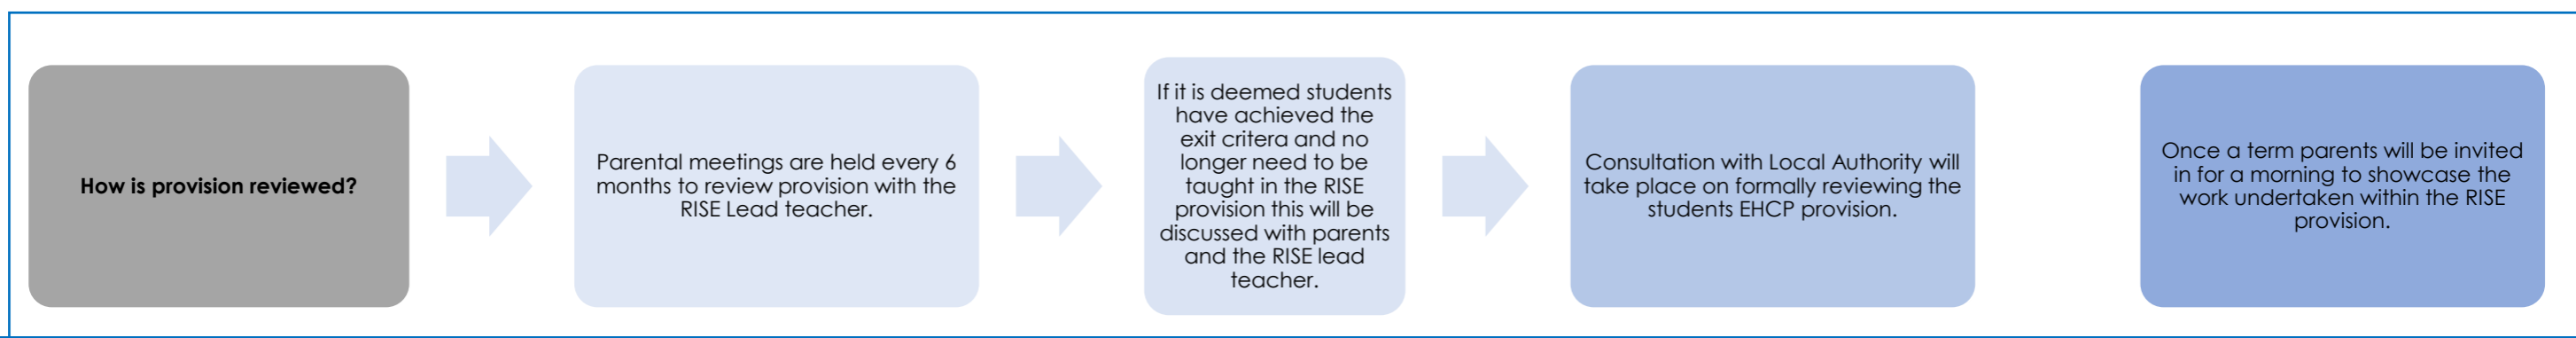 How is provision reviewed?
Parental meetings are held every 6
months to review provision with the
RISE Lead teacher.
If it is deemed students
have achieved the
exit critera and no
longer need to be
taught in the RISE
provision this will be
discussed with parents
and the RISE lead
teacher.
Consultation with Local Authority will
take place on formally reviewing the
students EHCP provision.
Once a term parents will be invited
in for a morning to showcase the
work undertaken within the RISE
provision.